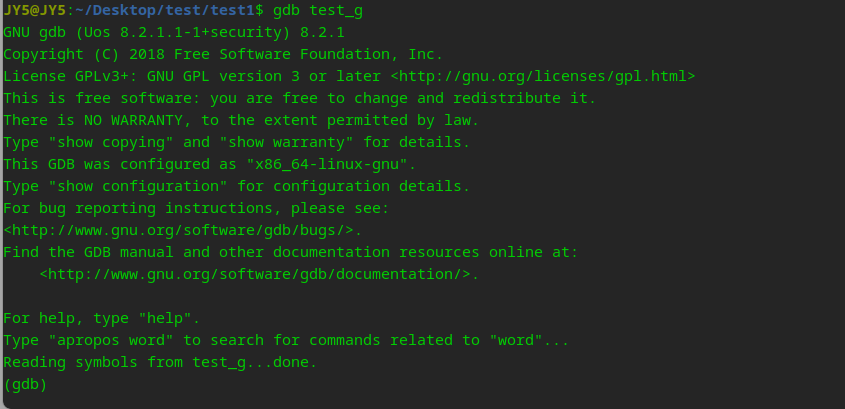 JY5@JY5:~/Desktop/test/test1$ gdb test_g
GNU gdb (Uos 8.2.1.1-1+security) 8.2.1
Copyright (C) 2018 Free Software Foundation, Inc.
License GPLv3+: GNU GPL version 3 or later <http://gnu.org/licenses/gpl.html>
This is free software: you are free to change and redistribute it.
There is NO WARRANTY, to the extent permitted by law.
Type "show copying" and "show warranty" for details.
This GDB was configured as "x86_64-linux-gnu".
Type "show configuration" for configuration details.
For bug reporting instructions, please see:
<http://www.gnu.org/software/gdb/bugs/>.
Find the GDB manual and other documentation resources online at:
    <http://www.gnu.org/software/gdb/documentation/>.
For help, type "help".
Type "apropos word" to search for commands related to "word"...
Reading symbols from test_g...done.
(gdb)